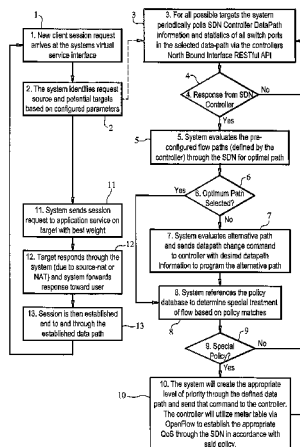 1
1. New client session request
arrives at the systems virtual
service interface
2. The system identifies request
source and potential targets
based on configured parameters
2
11
11. System sends session
request to application service on
target with best weight
12
12. Target responds through the
system (due to source-nat or
NAT) and system forwards
response toward user
13. Session is then established
end to end through the
established data path
13
3
3. For all possible targets the system
periodically polls SDN Controller DataPath
information and statistics of all switch ports
in the selected data-path via the controllers
North Bound Interface RESTful API
4
4. Response from SDN
Controller
No
Yes
5
5. System evaluates the pre-
configured flow paths (defined by the
controller) through the SDN for optimal path
6
6. Optimum Path
Selected?
Yes
No
7
7. System evaluates alternative path
and sends datapath change command
to controller with desired datapath
information to program the alternative path
8. System references the policy
database to determine special treatment
of flow based on policy matches
8
9
9. Special
Policy?
No
Yes
10
10. The system will create the appropriate
level of priority through the defined data
path and send that command to the controller.
The controller will utilize meter table via
OpenFlow to establish the appropriate
QoS through the SDN in accordance with
said policy.